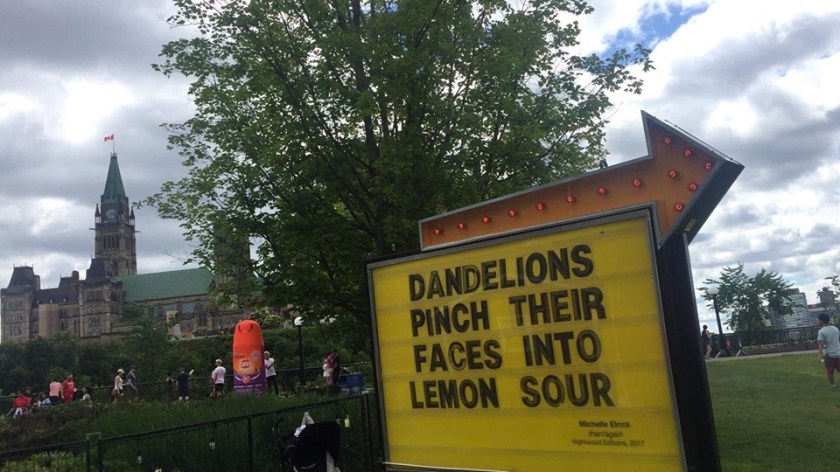 DANDELIONS
PINCH THEIR
FACES INTO
LEMON SOUR
Michelle Elrick
then/again
Nightwood Editions, 2017